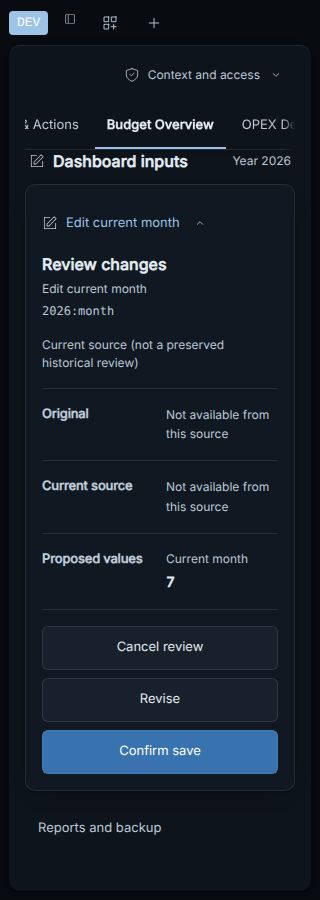 DEV
Context and access
& Actions Budget Overview OPEX De
Dashboard inputs Year 2026
Edit current month
Review changes
Edit current month
2026:month
Current source (not a preserved
historical review)
Original Not available from
this source
Current source Not available from
this source
Proposed values Current month
7
Cancel review
Revise
Confirm save
Reports and backup